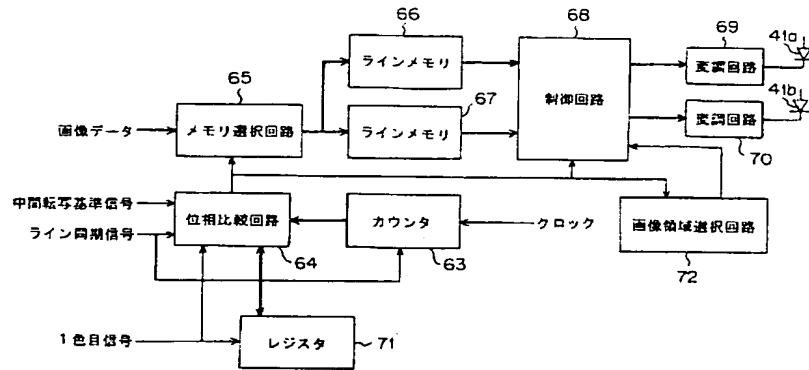 66
68
69
41a
ラインメモリ
変調回路
65
制御回路
67
41b
画像データ
メモリ選択回路
ラインメモリ
変調回路
70
中間転写基準信号
位相比較回路
カウンタ
クロック
画像領域選択回路
ライン同期信号
64
63
72
1色目信号
レジスタ
71